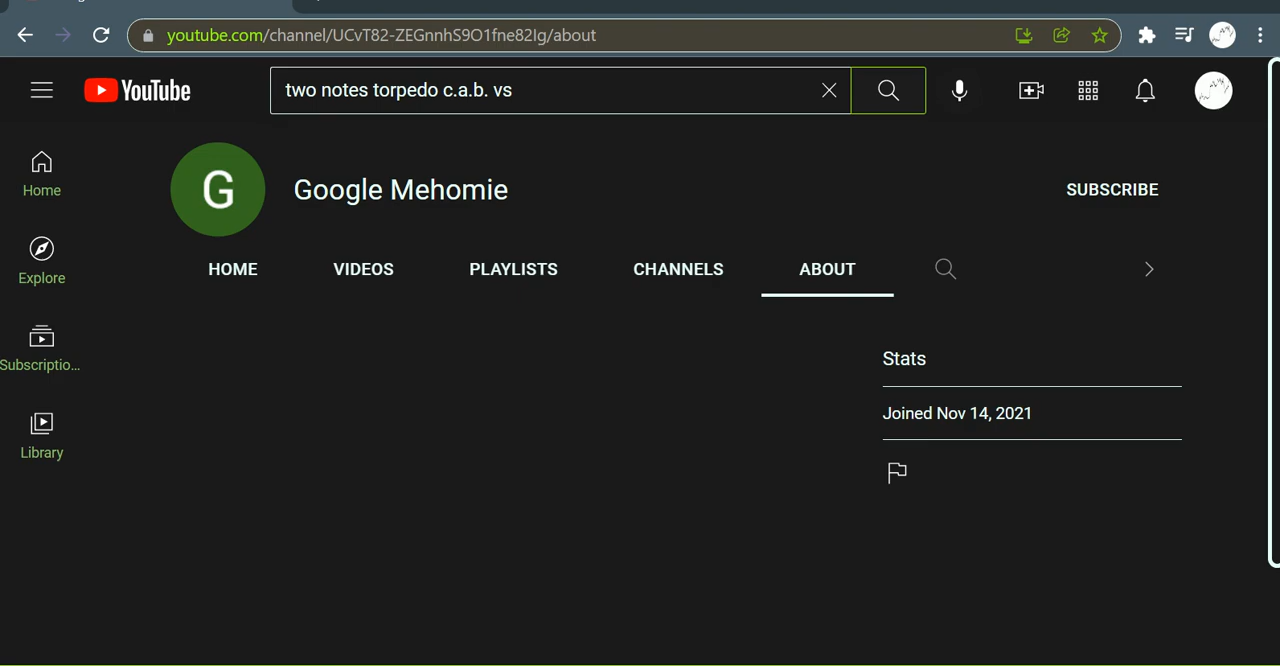 youtube.com/channel/UCvT82-ZEGnnhS9O1fne82Ig/about
YouTube
two notes torpedo c.a.b. vs
Home
G
Google Mehomie
SUBSCRIBE
Explore
HOME VIDEOS PLAYLISTS CHANNELS ABOUT
Subscriptio...
Stats
Joined Nov 14, 2021
Library